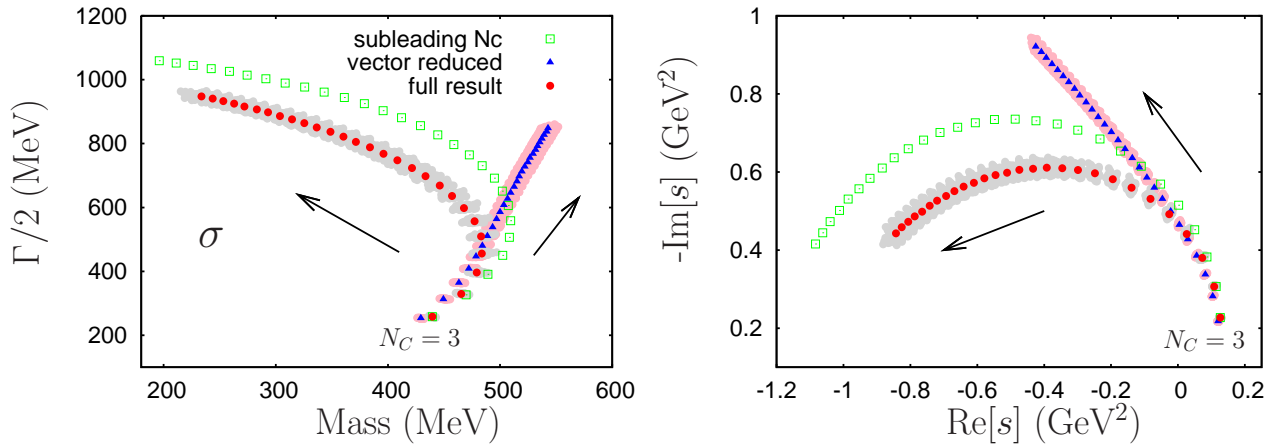 1200
1000
800
600
400
200
Γ/2 (MeV)
subleading Nc
vector reduced
full result
σ
N_C = 3
200
300
400
500
600
Mass (MeV)
1
0.8
0.6
0.4
0.2
-Im[s] (GeV²)
N_C = 3
-1.2
-1
-0.8
-0.6
-0.4
-0.2
0
0.2
Re[s] (GeV²)